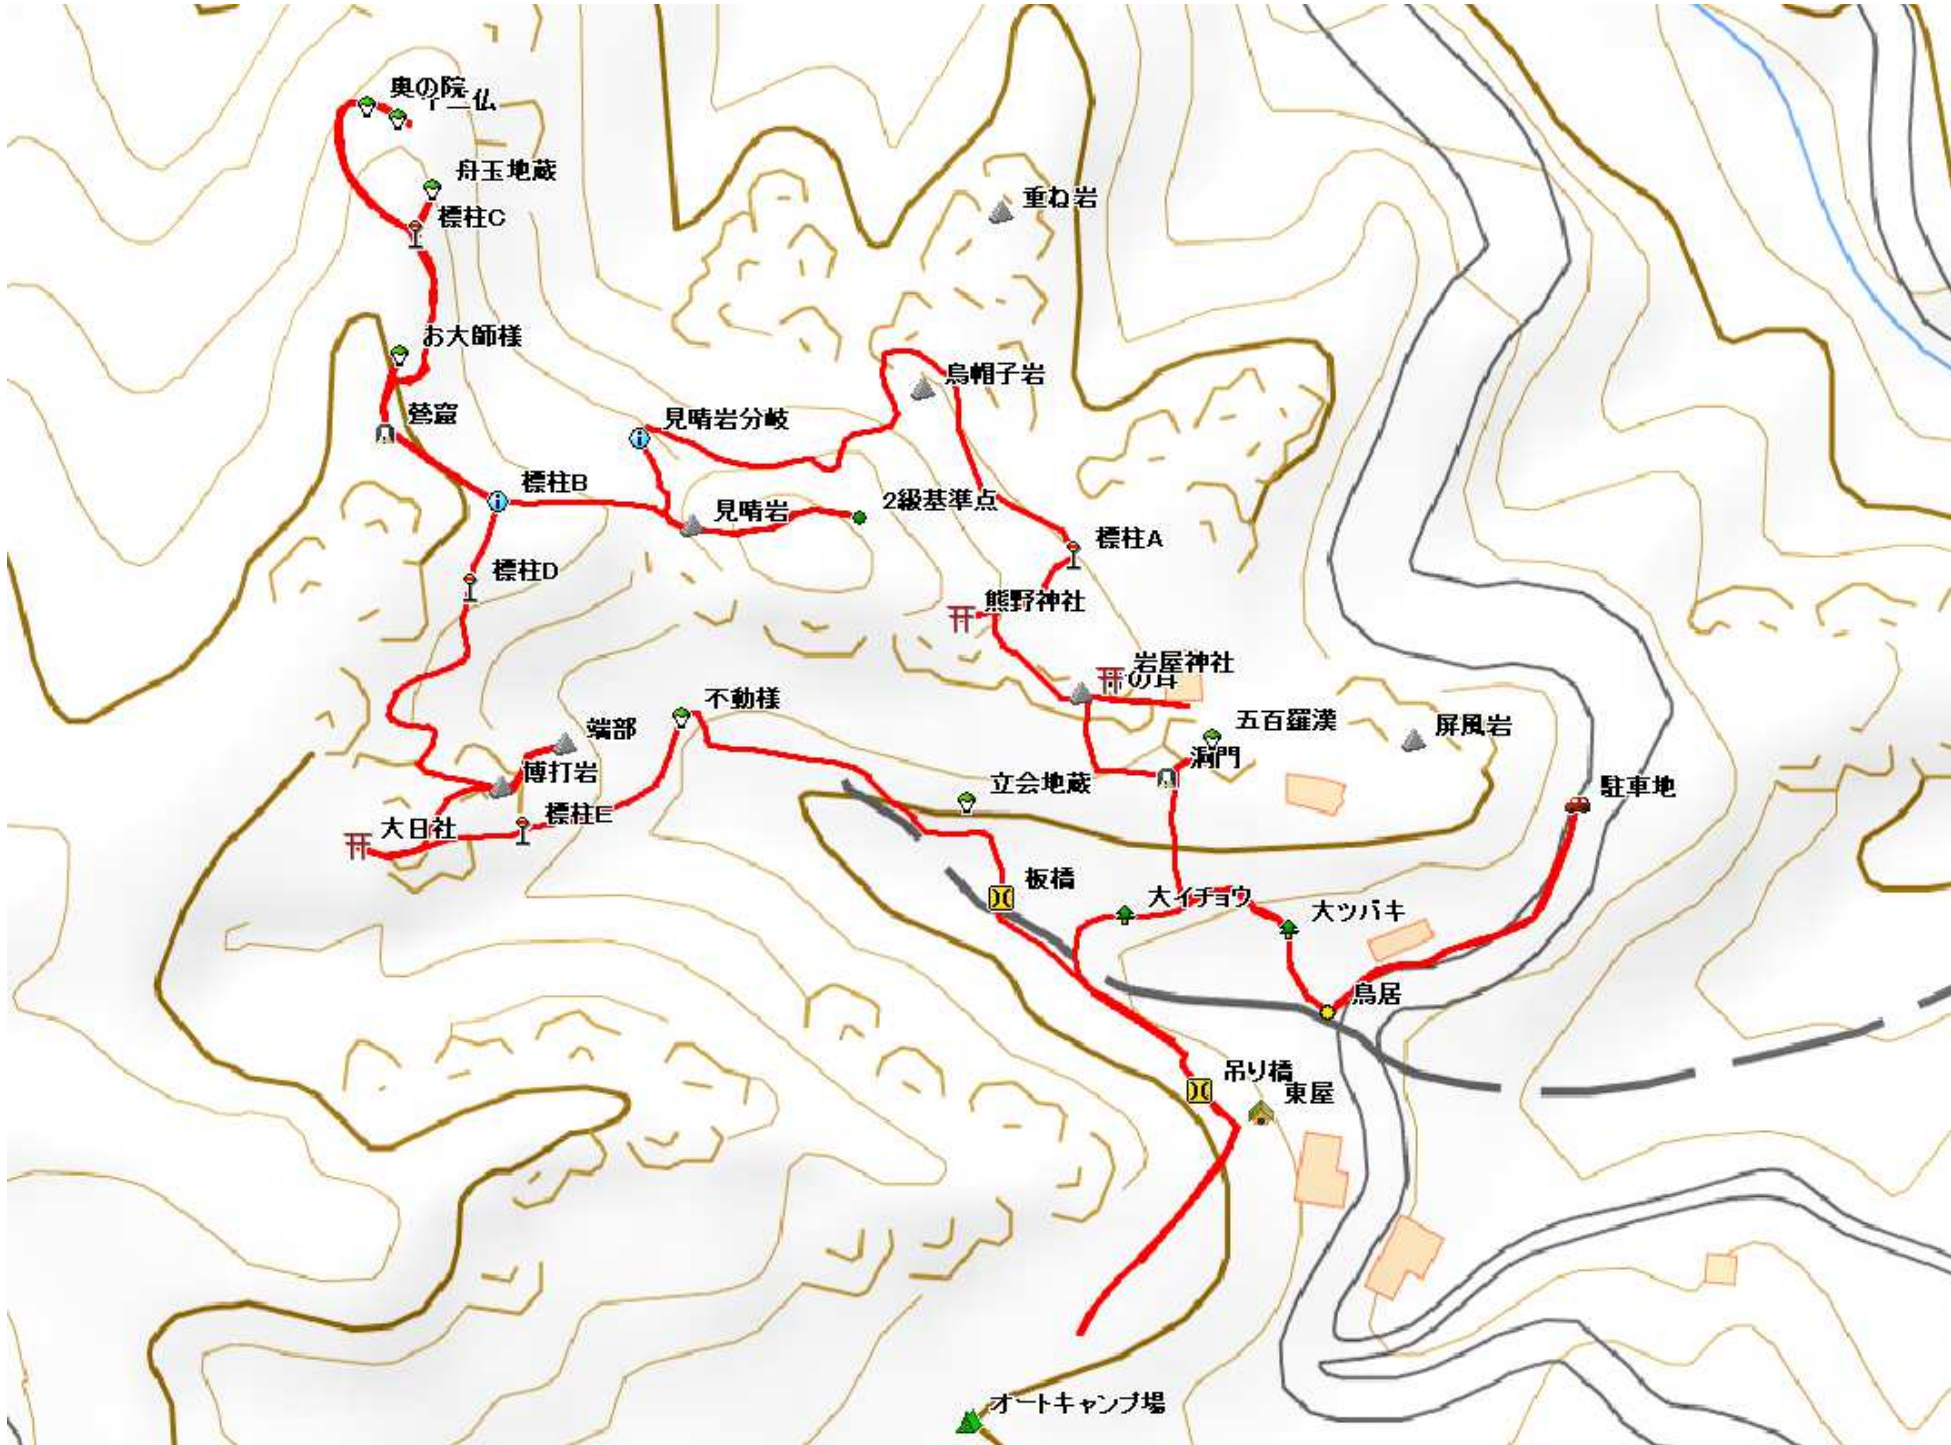 奥の院
二仏
舟玉地蔵
標柱C
重ね岩
お大師様
烏帽子岩
鶯窟
見晴岩分岐
標柱B
見晴岩
2級基準点
標柱A
標柱D
熊野神社
岩屋神社
の耳
不動様
端部
五百羅漢
屏風岩
洞門
博打岩
立会地蔵
駐車地
標柱E
大日社
板橋
大イチョウ
大ツバキ
鳥居
吊り橋
東屋
オートキャンプ場